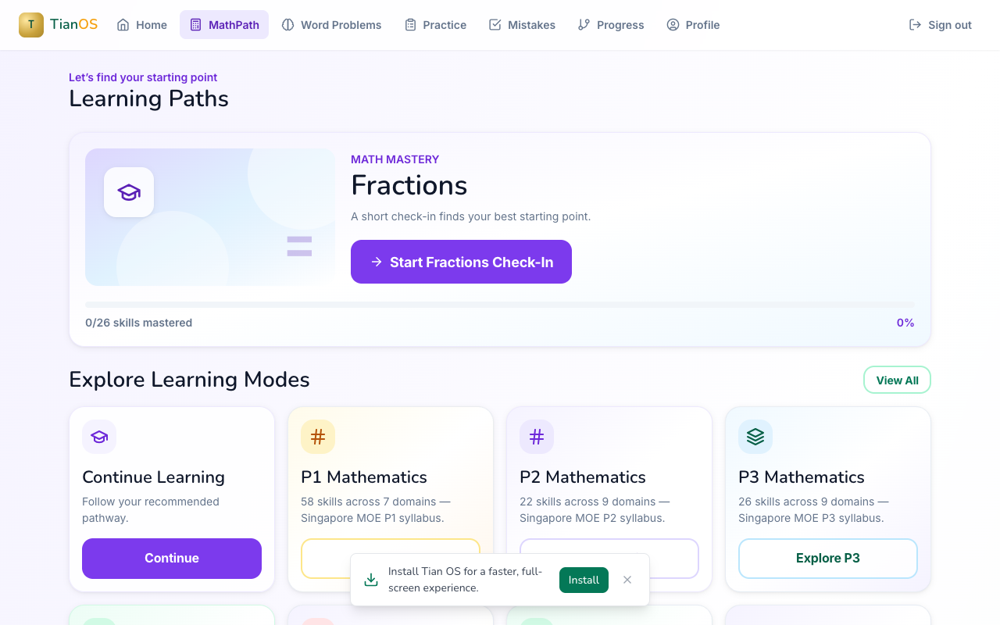 T TianOS Home MathPath Word Problems Practice Mistakes Progress Profile Sign out
Let's find your starting point
Learning Paths
MATH MASTERY
Fractions
A short check-in finds your best starting point.
=
Start Fractions Check-In
0/26 skills mastered 0%
Explore Learning Modes View All
Continue Learning
Follow your recommended
pathway.
Continue
P1 Mathematics
58 skills across 7 domains —
Singapore MOE P1 syllabus.
P2 Mathematics
22 skills across 9 domains —
Singapore MOE P2 syllabus.
P3 Mathematics
26 skills across 9 domains —
Singapore MOE P3 syllabus.
Explore P3
Install Tian OS for a faster, full-
screen experience.
Install